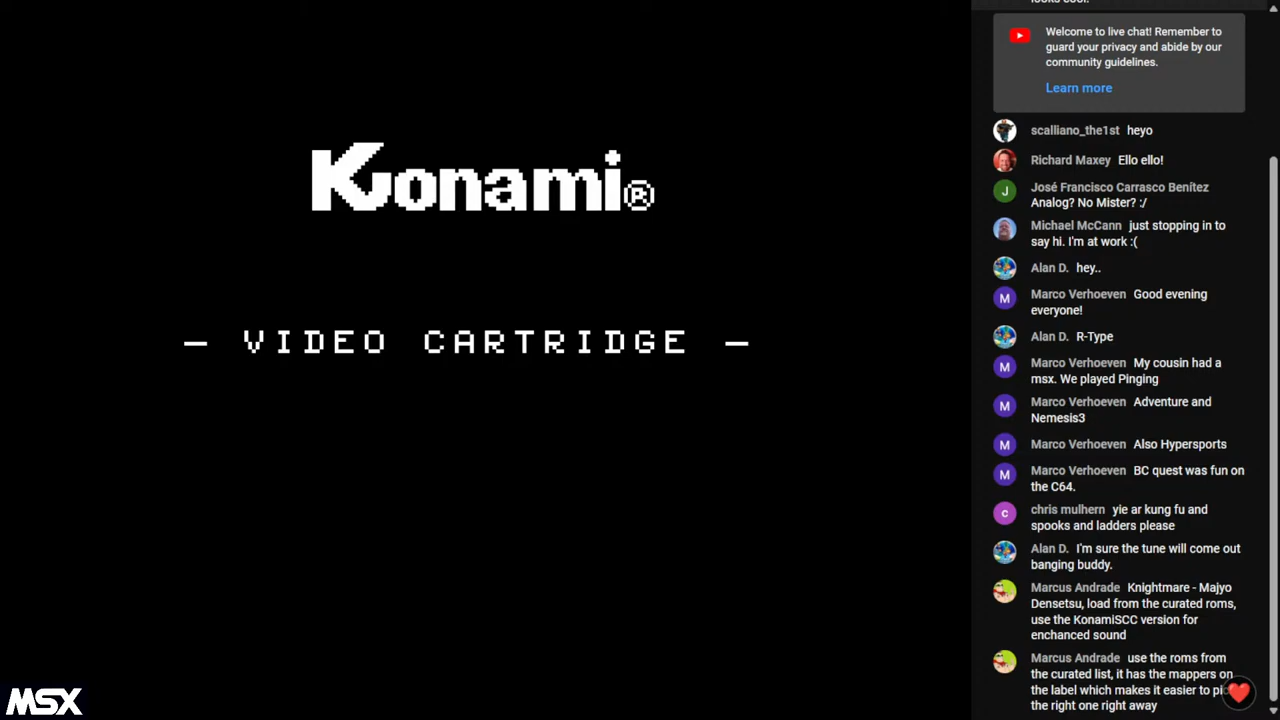 Konami®
— VIDEO CARTRIDGE —
MSX
looks cool!
Welcome to live chat! Remember to
guard your privacy and abide by our
community guidelines.
Learn more
scalliano_the1st heyo
Richard Maxey Ello ello!
J José Francisco Carrasco Benítez
Analog? No Mister? :/
Michael McCann just stopping in to
say hi. I'm at work :(
Alan D. hey..
M Marco Verhoeven Good evening
everyone!
Alan D. R-Type
M Marco Verhoeven My cousin had a
msx. We played Pinging
M Marco Verhoeven Adventure and
Nemesis3
M Marco Verhoeven Also Hypersports
M Marco Verhoeven BC quest was fun on
the C64.
c chris mulhern yie ar kung fu and
spooks and ladders please
Alan D. I'm sure the tune will come out
banging buddy.
Marcus Andrade Knightmare - Majyo
Densetsu, load from the curated roms,
use the KonamiSCC version for
enchanced sound
Marcus Andrade use the roms from
the curated list, it has the mappers on
the label which makes it easier to
the right one right away